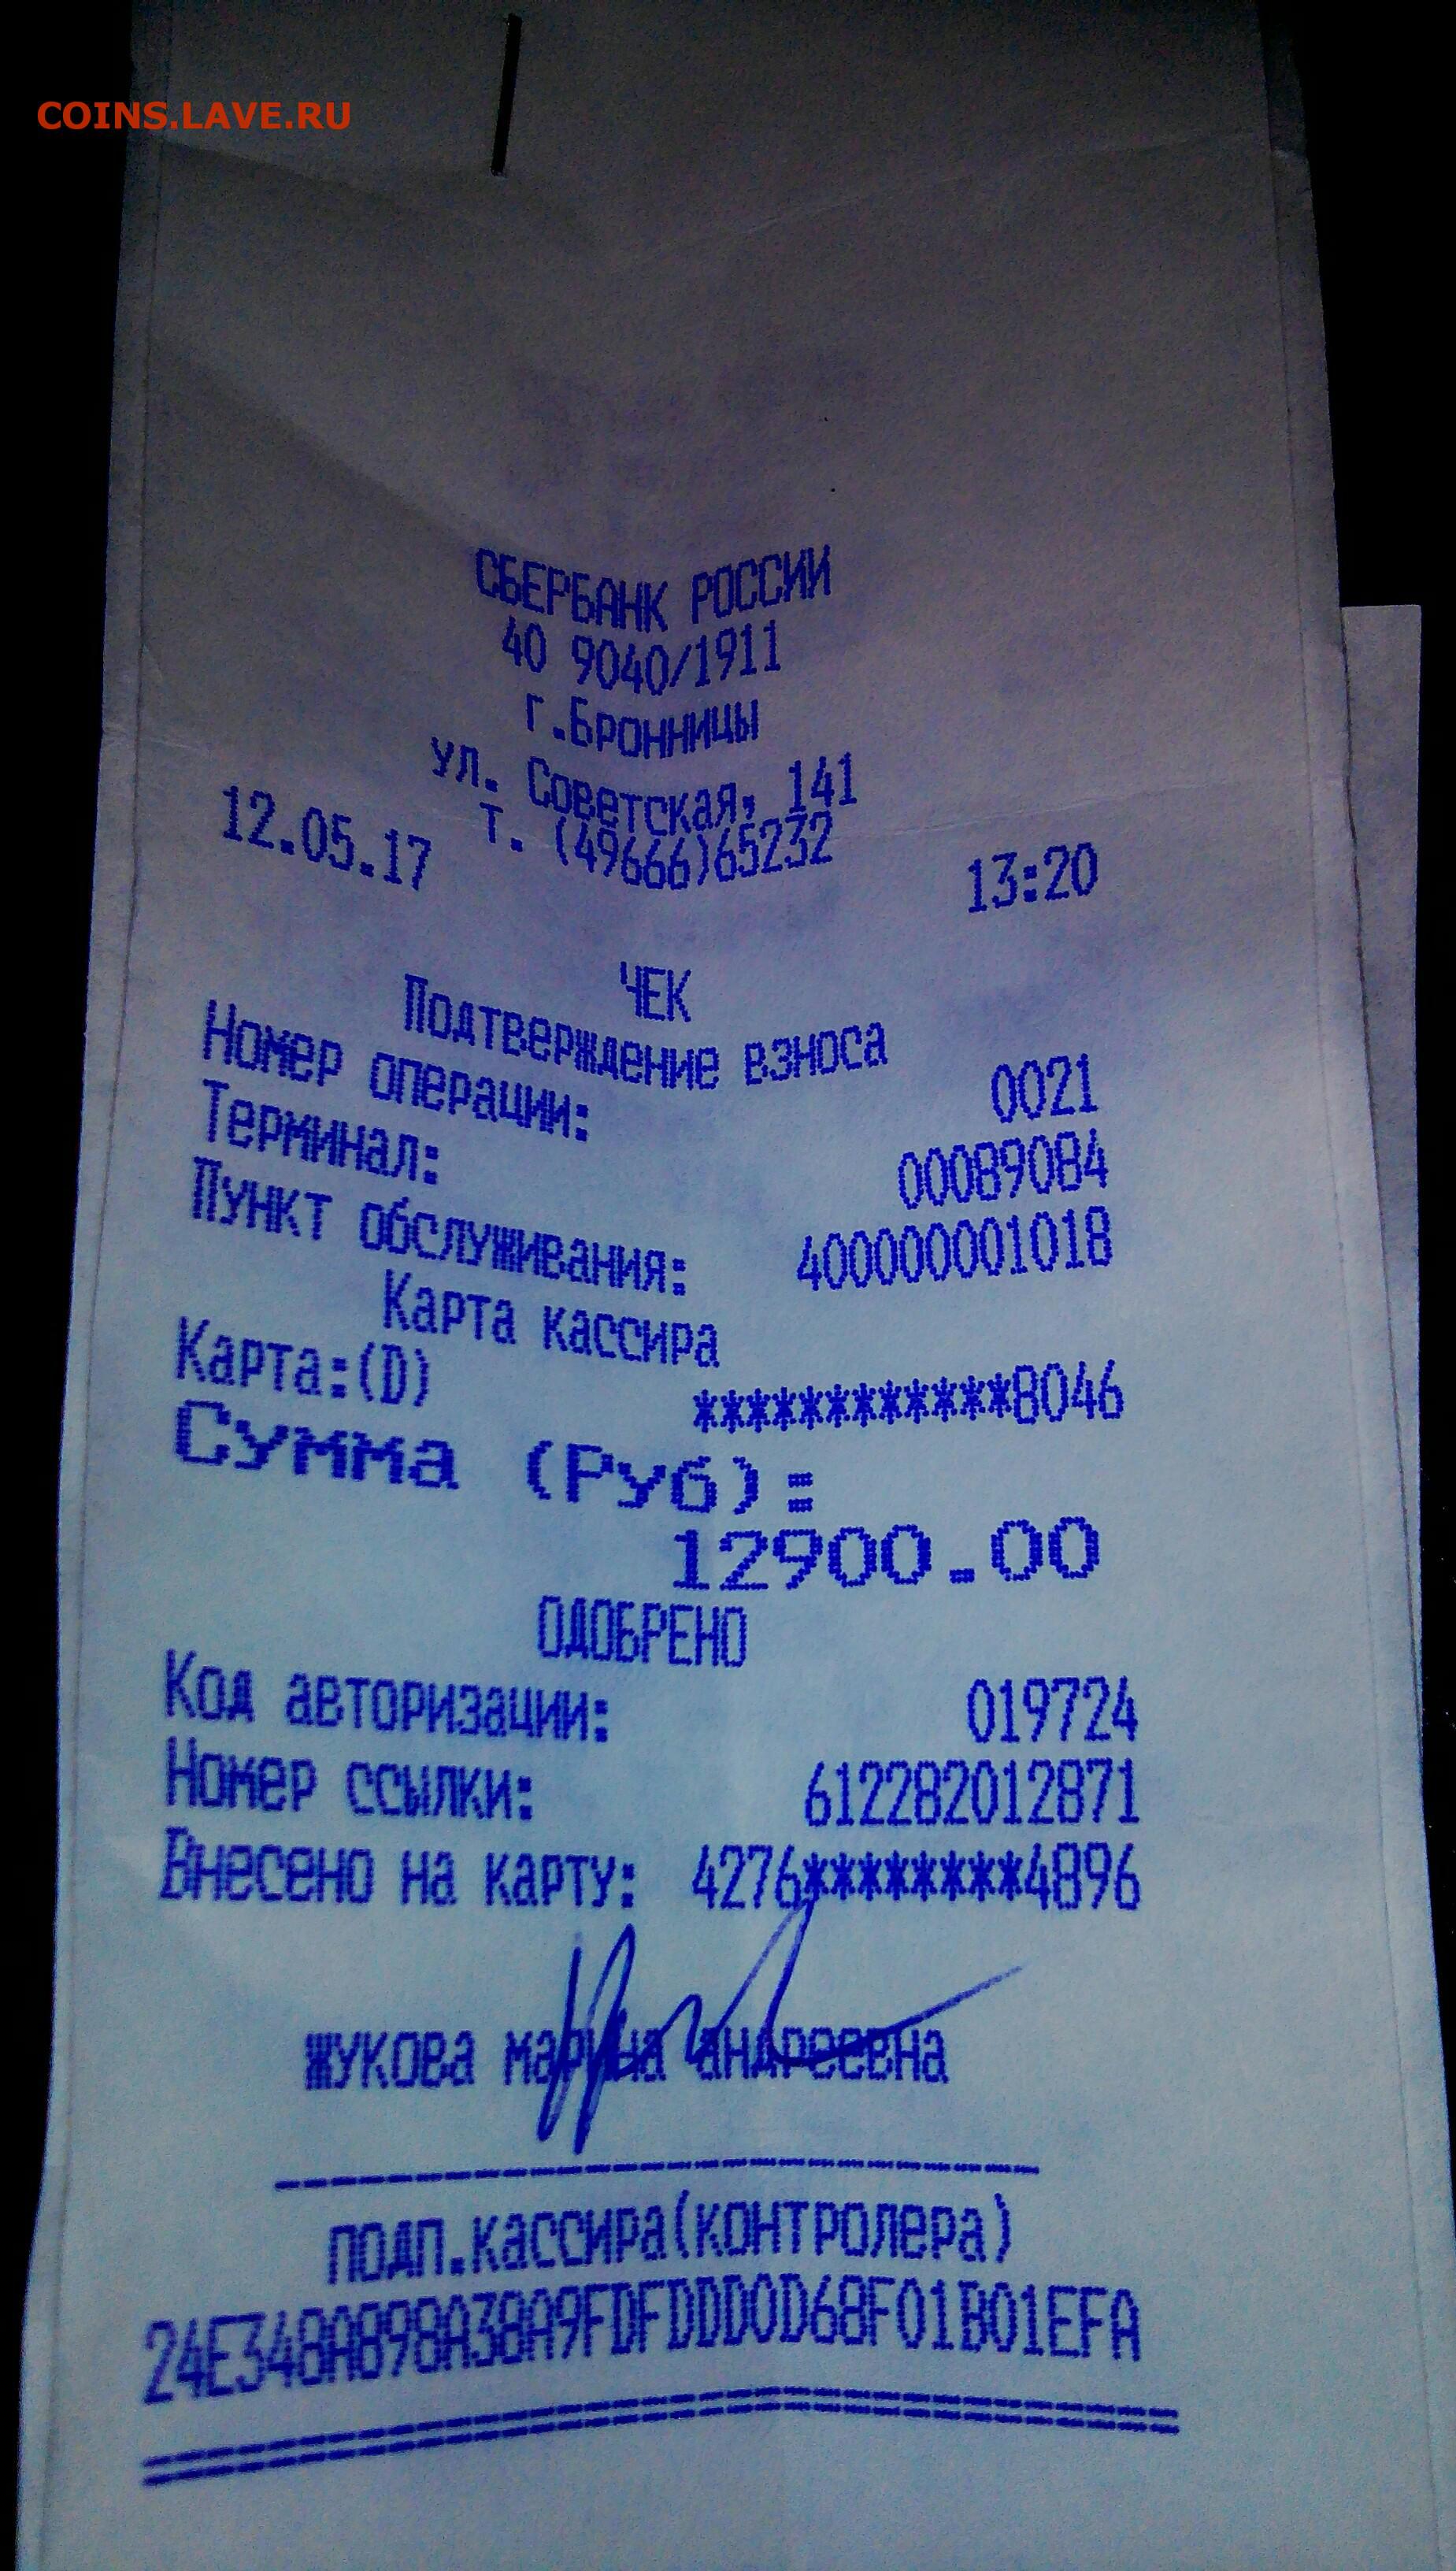 COINS.LAVE.RU
СБЕРБАНК РОССИИ
40 9040/1911
г.Бронницы
ул. Советская, 141
т. (49666)65232
12.05.17 13:20
ЧЕК
Подтверждение взноса
Номер операции: 0021
Терминал: 00089084
Пункт обслуживания: 400000001018
Карта кассира
Карта:(D) ************8046
Сумма (Руб):
12900.00
ОДОБРЕНО
Код авторизации: 019724
Номер ссылки: 612282012871
Внесено на карту: 4276********4896
Жукова Марина Андреевна
подп.кассира(контролера)